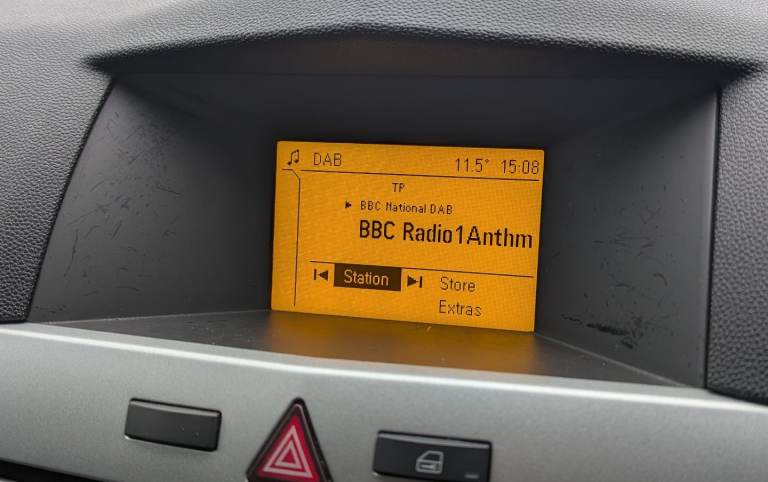 DAB 11.5° 15:08
TP
BBC National DAB
BBC Radio1Anthm
Station Store
Extras